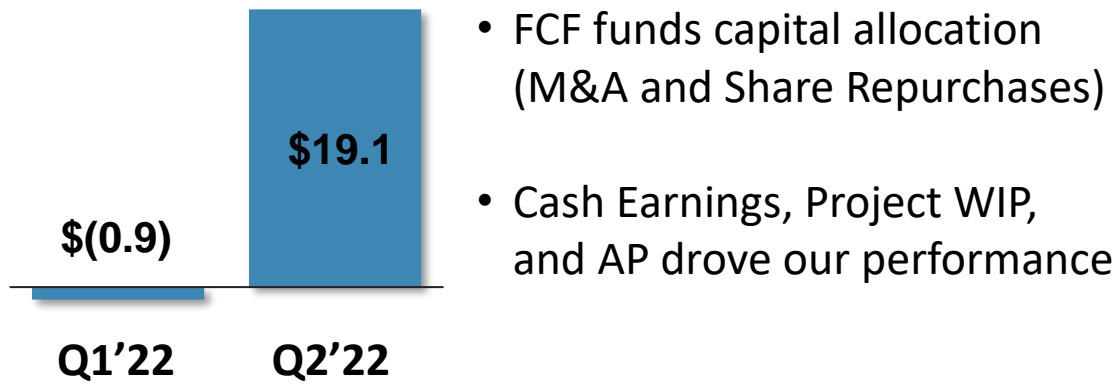 $(0.9)
$19.1
Q1’22
Q2’22
• FCF funds capital allocation
(M&A and Share Repurchases)
• Cash Earnings, Project WIP,
and AP drove our performance